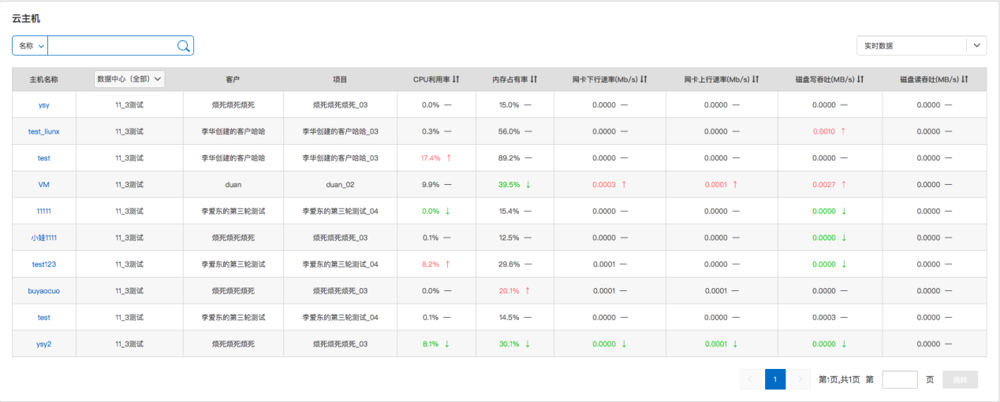 云主机
名称
实时数据
主机名称 数据中心（全部） 客户 项目 CPU利用率 内存占有率 网卡下行速率(Mb/s) 网卡上行速率(Mb/s) 磁盘写吞吐(MB/s) 磁盘读吞吐(MB/s)
ysy 11_3测试 烦死烦死烦死 烦死烦死烦死_03 0.0% — 15.0% — 0.0000 — 0.0000 — 0.0000 — 0.0000 —
test_liunx 11_3测试 李华创建的客户哈哈 李华创建的客户哈哈_03 0.3% — 56.0% — 0.0000 — 0.0000 — 0.0010 ↑ 0.0000 —
test 11_3测试 李华创建的客户哈哈 李华创建的客户哈哈_03 17.4% ↑ 89.2% — 0.0000 — 0.0000 — 0.0000 — 0.0000 —
VM 11_3测试 duan duan_02 9.9% — 39.5% ↓ 0.0003 ↑ 0.0001 ↑ 0.0027 ↑ 0.0000 —
11111 11_3测试 李爱东的第三轮测试 李爱东的第三轮测试_04 0.0% ↓ 15.4% — 0.0000 — 0.0000 — 0.0000 ↓ 0.0000 —
小娃1111 11_3测试 烦死烦死烦死 烦死烦死烦死_03 0.1% — 12.5% — 0.0000 — 0.0000 — 0.0000 ↓ 0.0000 —
test123 11_3测试 李爱东的第三轮测试 李爱东的第三轮测试_04 8.2% ↑ 29.6% — 0.0001 — 0.0000 — 0.0000 ↓ 0.0000 —
buyaocuo 11_3测试 烦死烦死烦死 烦死烦死烦死_03 0.0% — 20.1% ↑ 0.0001 — 0.0001 — 0.0000 — 0.0000 —
test 11_3测试 李爱东的第三轮测试 李爱东的第三轮测试_04 0.1% — 14.5% — 0.0000 — 0.0000 — 0.0003 — 0.0000 —
ysy2 11_3测试 烦死烦死烦死 烦死烦死烦死_03 8.1% ↓ 30.1% ↓ 0.0000 ↓ 0.0001 ↓ 0.0000 ↓ 0.0000 —
< 1 > 第1页,共1页 第 页 跳转